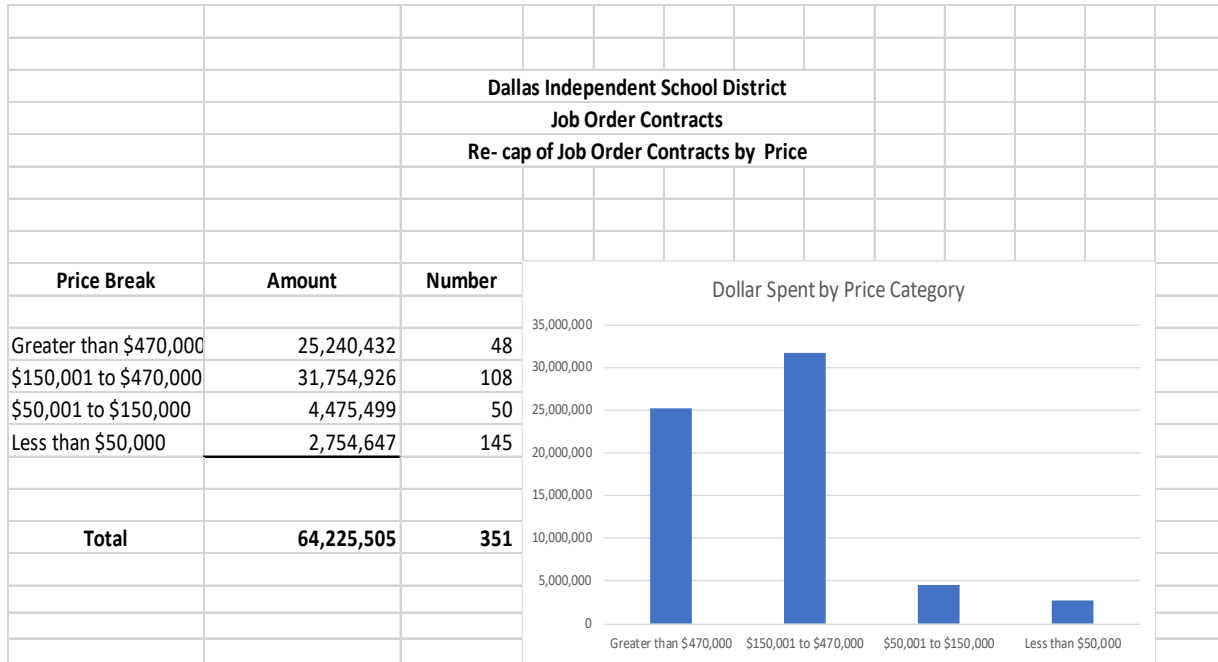 Dallas Independent School District
Job Order Contracts
Re- cap of Job Order Contracts by Price
Price Break Amount Number
Greater than $470,000 25,240,432 48
$150,001 to $470,000 31,754,926 108
$50,001 to $150,000 4,475,499 50
Less than $50,000 2,754,647 145
Total 64,225,505 351
Dollar Spent by Price Category
35,000,000
30,000,000
25,000,000
20,000,000
15,000,000
10,000,000
5,000,000
0
Greater than $470,000 $150,001 to $470,000 $50,001 to $150,000 Less than $50,000